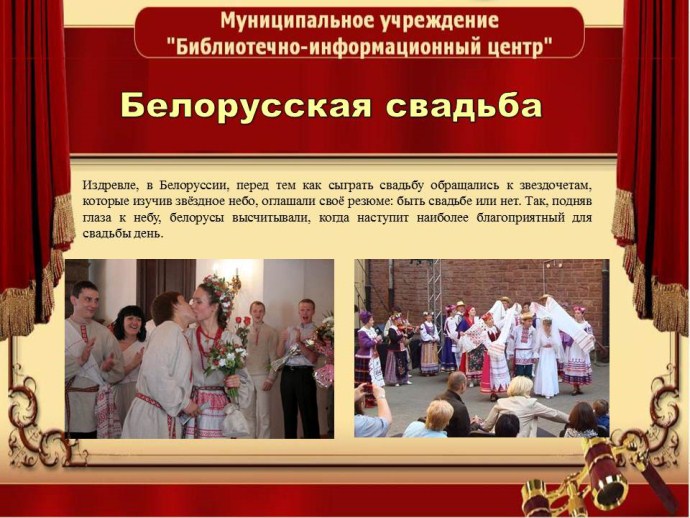 Муниципальное учреждение
"Библиотечно-информационный центр"
Белорусская свадьба
Издревле, в Белоруссии, перед тем как сыграть свадьбу обращались к звездочетам,
которые изучив звёздное небо, оглашали своё резюме: быть свадьбе или нет. Так, подняв
глаза к небу, белорусы высчитывали, когда наступит наиболее благоприятный для
свадьбы день.